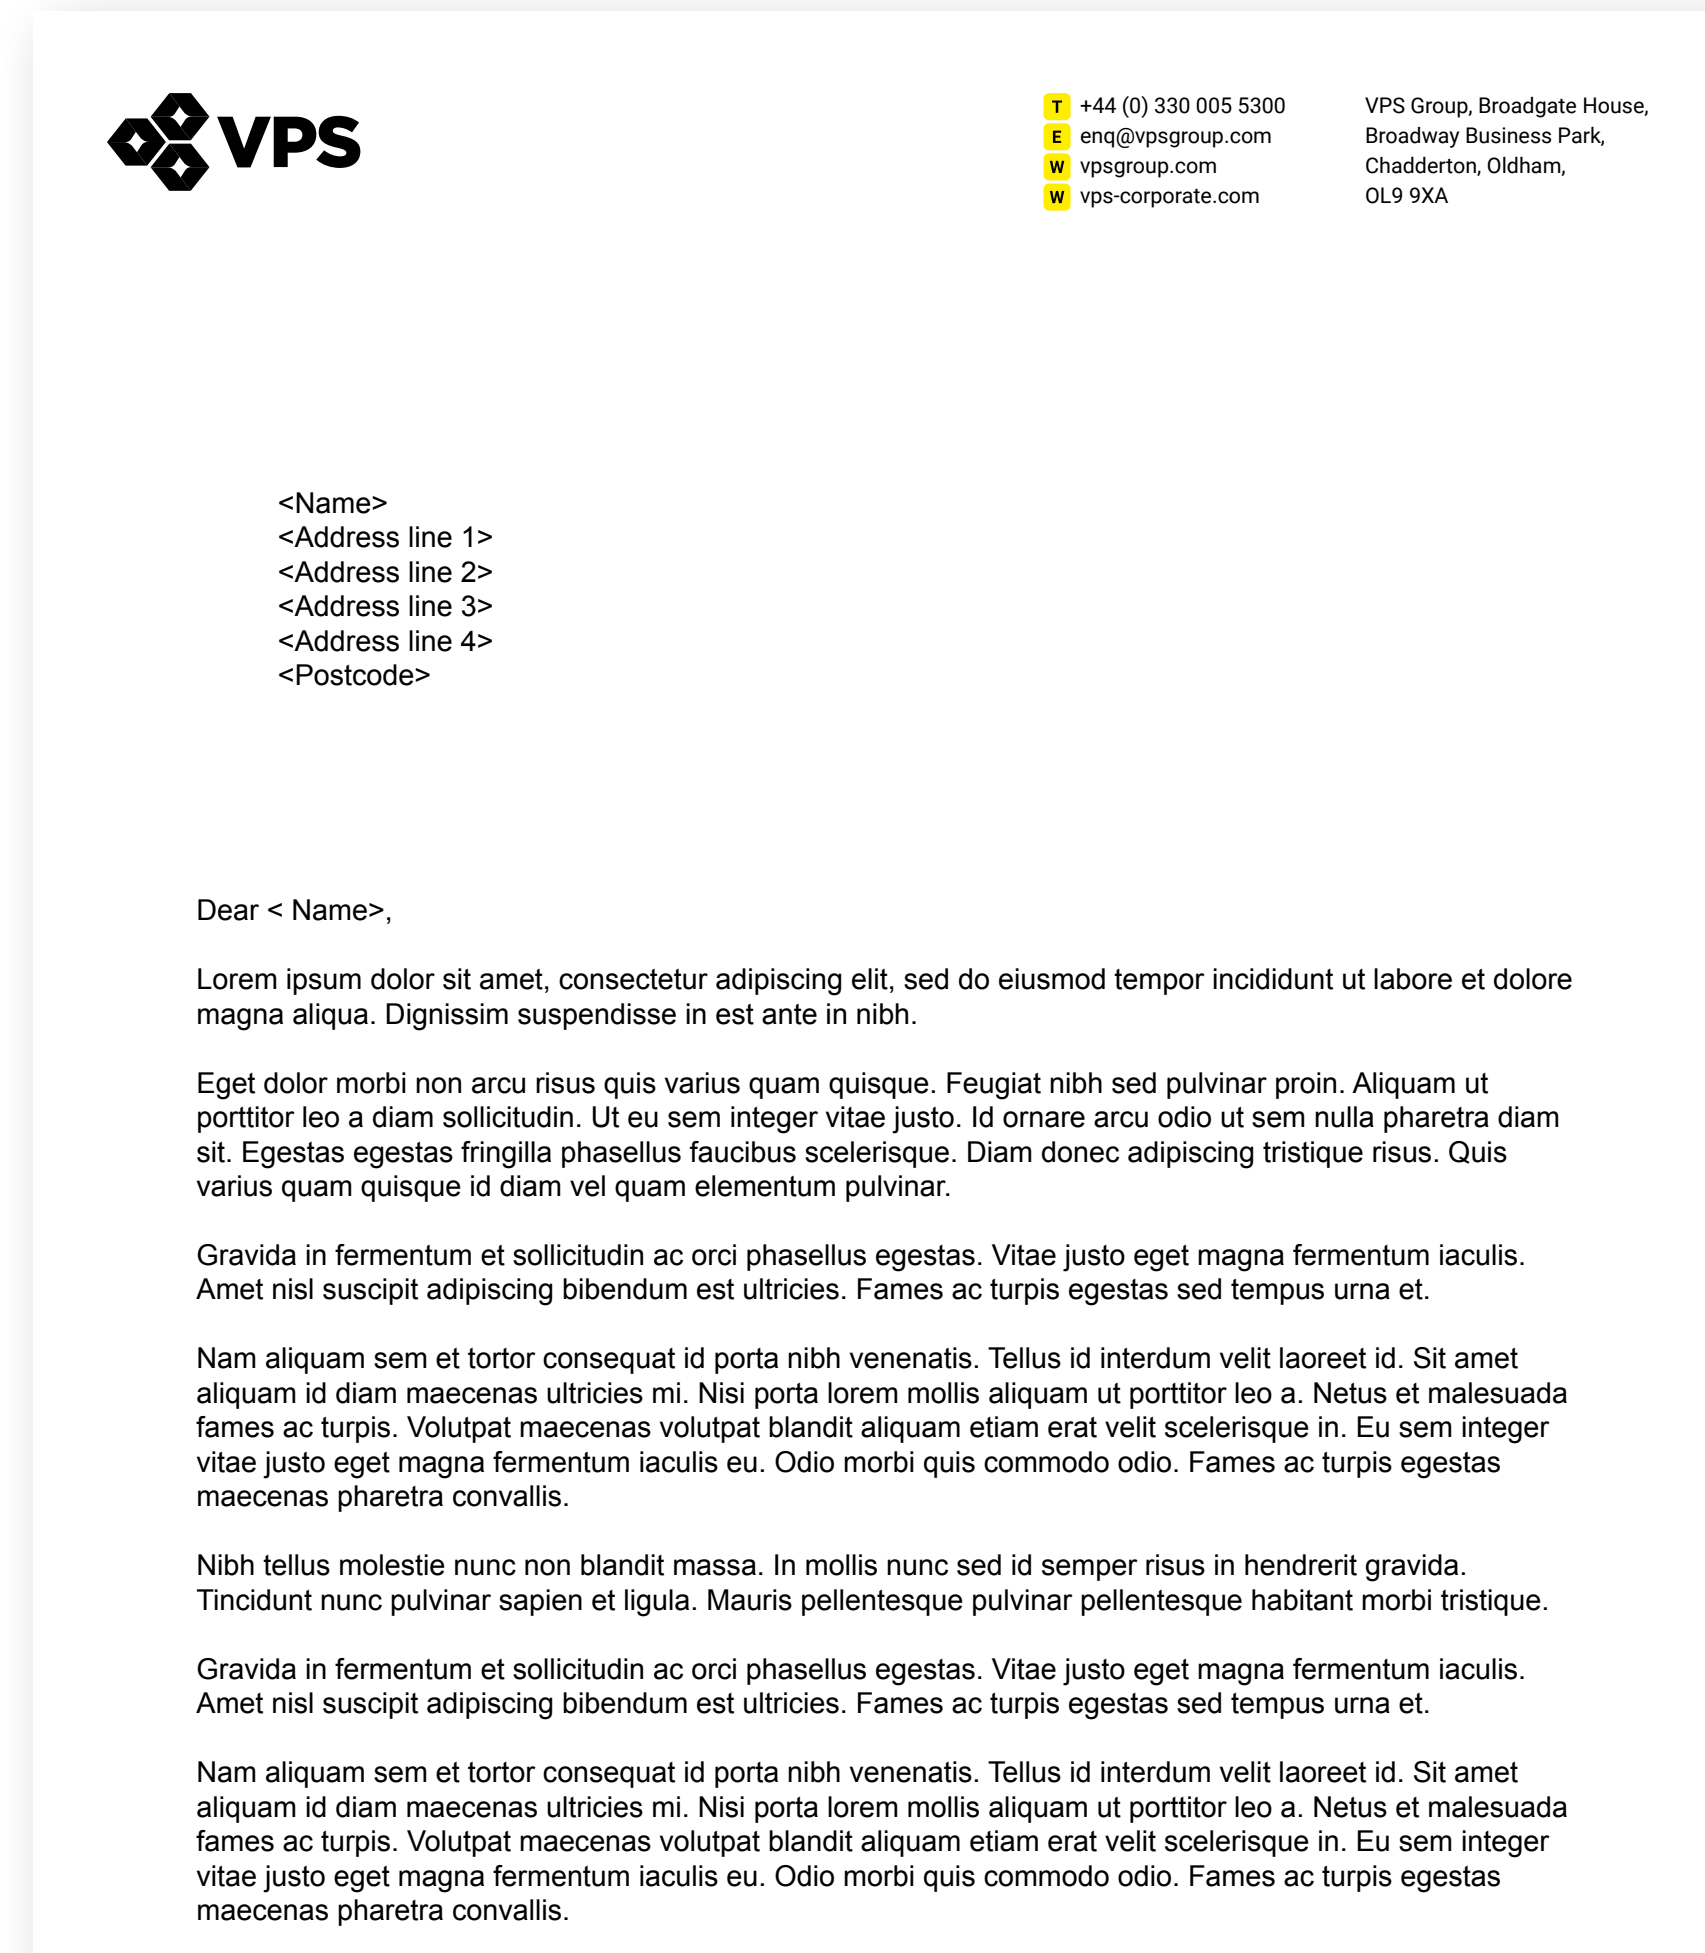 VPS
T +44 (0) 330 005 5300
E enq@vpsgroup.com
W vpsgroup.com
W vps-corporate.com
VPS Group, Broadgate House,
Broadway Business Park,
Chadderton, Oldham,
OL9 9XA
<Name>
<Address line 1>
<Address line 2>
<Address line 3>
<Address line 4>
<Postcode>
Dear < Name>,
Lorem ipsum dolor sit amet, consectetur adipiscing elit, sed do eiusmod tempor incididunt ut labore et dolore
magna aliqua. Dignissim suspendisse in est ante in nibh.
Eget dolor morbi non arcu risus quis varius quam quisque. Feugiat nibh sed pulvinar proin. Aliquam ut
porttitor leo a diam sollicitudin. Ut eu sem integer vitae justo. Id ornare arcu odio ut sem nulla pharetra diam
sit. Egestas egestas fringilla phasellus faucibus scelerisque. Diam donec adipiscing tristique risus. Quis
varius quam quisque id diam vel quam elementum pulvinar.
Gravida in fermentum et sollicitudin ac orci phasellus egestas. Vitae justo eget magna fermentum iaculis.
Amet nisl suscipit adipiscing bibendum est ultricies. Fames ac turpis egestas sed tempus urna et.
Nam aliquam sem et tortor consequat id porta nibh venenatis. Tellus id interdum velit laoreet id. Sit amet
aliquam id diam maecenas ultricies mi. Nisi porta lorem mollis aliquam ut porttitor leo a. Netus et malesuada
fames ac turpis. Volutpat maecenas volutpat blandit aliquam etiam erat velit scelerisque in. Eu sem integer
vitae justo eget magna fermentum iaculis eu. Odio morbi quis commodo odio. Fames ac turpis egestas
maecenas pharetra convallis.
Nibh tellus molestie nunc non blandit massa. In mollis nunc sed id semper risus in hendrerit gravida.
Tincidunt nunc pulvinar sapien et ligula. Mauris pellentesque pulvinar pellentesque habitant morbi tristique.
Gravida in fermentum et sollicitudin ac orci phasellus egestas. Vitae justo eget magna fermentum iaculis.
Amet nisl suscipit adipiscing bibendum est ultricies. Fames ac turpis egestas sed tempus urna et.
Nam aliquam sem et tortor consequat id porta nibh venenatis. Tellus id interdum velit laoreet id. Sit amet
aliquam id diam maecenas ultricies mi. Nisi porta lorem mollis aliquam ut porttitor leo a. Netus et malesuada
fames ac turpis. Volutpat maecenas volutpat blandit aliquam etiam erat velit scelerisque in. Eu sem integer
vitae justo eget magna fermentum iaculis eu. Odio morbi quis commodo odio. Fames ac turpis egestas
maecenas pharetra convallis.